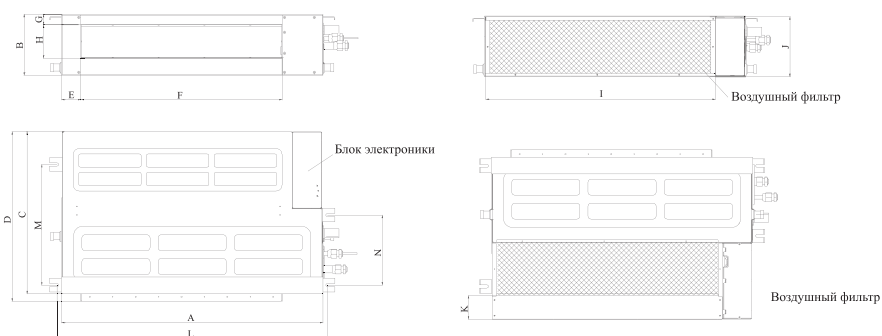 G
H
B
E
F
J
I
Воздушный фильтр
Блок электроники
D
C
M
N
A
L
K
Воздушный фильтр